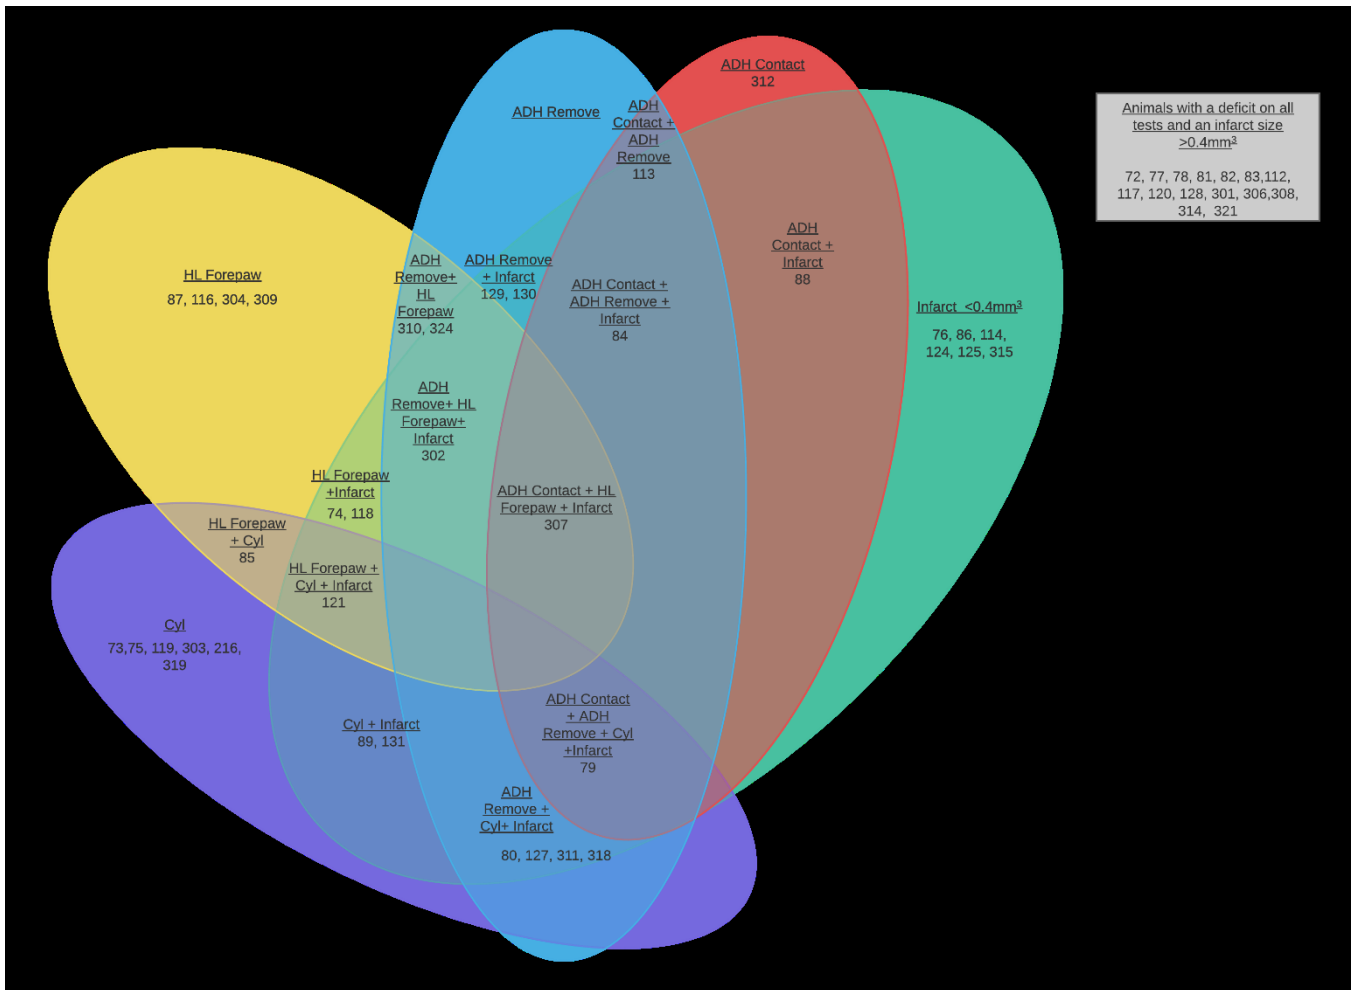 ADH Contact
312
ADH Remove
ADH
Contact +
ADH
Remove
113
Animals with a deficit on all
tests and an infarct size
>0.4mm³
72, 77, 78, 81, 82, 83,112,
117, 120, 128, 301, 306,308,
314, 321
HL Forepaw
87, 116, 304, 309
ADH
Remove+
HL
Forepaw
310, 324
ADH Remove
+ Infarct
129, 130
ADH Contact +
ADH Remove +
Infarct
84
ADH
Contact +
Infarct
88
Infarct <0.4mm³
76, 86, 114,
124, 125, 315
ADH
Remove+ HL
Forepaw+
Infarct
302
HL Forepaw
+Infarct
74, 118
ADH Contact + HL
Forepaw + Infarct
307
HL Forepaw
+ Cyl
85
HL Forepaw +
Cyl + Infarct
121
Cyl
73,75, 119, 303, 216,
319
Cyl + Infarct
89, 131
ADH Contact
+ ADH
Remove + Cyl
+Infarct
79
ADH
Remove +
Cyl+ Infarct
80, 127, 311, 318